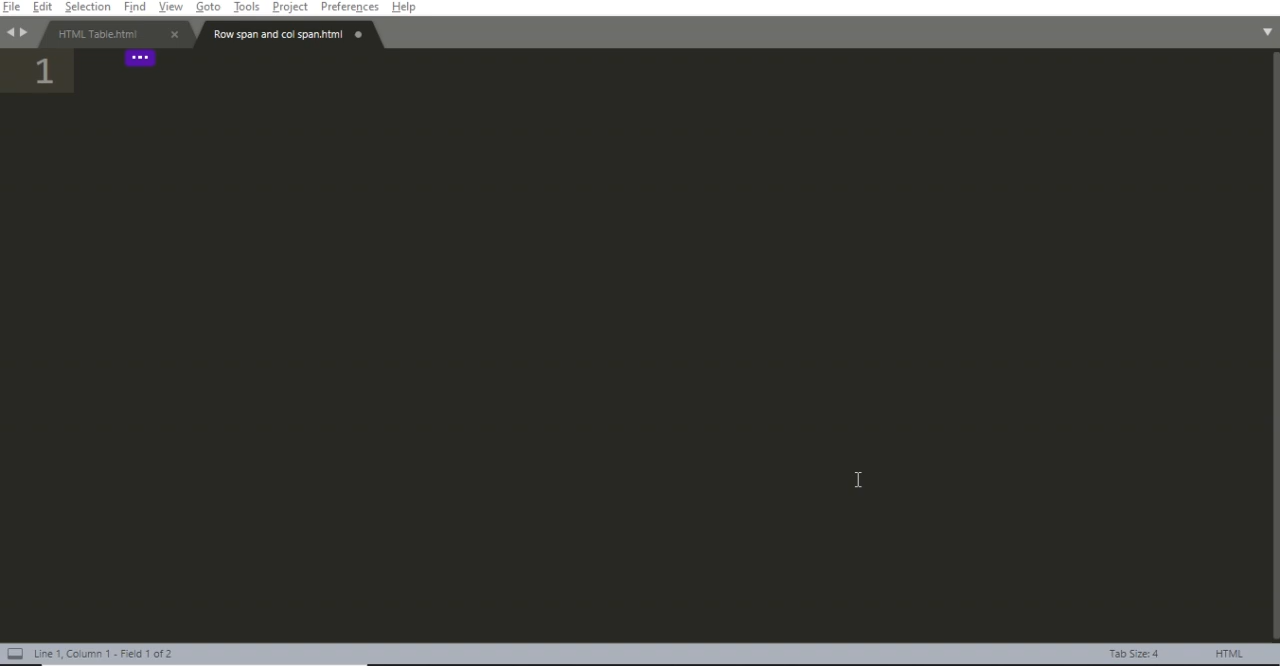 File Edit Selection Find View Goto Tools Project Preferences Help
HTML Table.html Row span and col span.html
1
Line 1, Column 1 - Field 1 of 2 Tab Size: 4 HTML